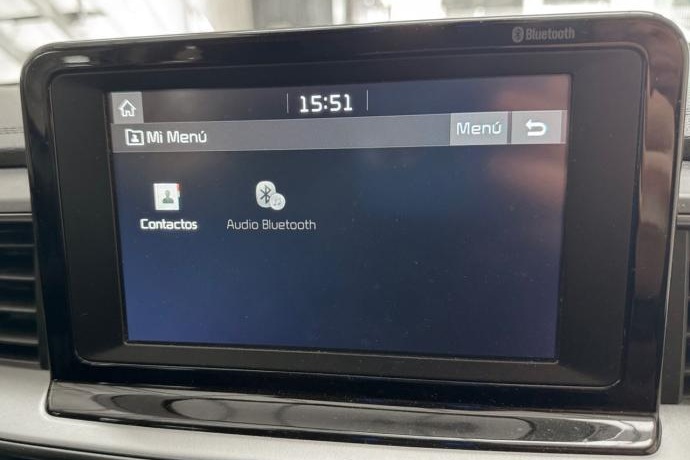 Bluetooth
15:51
Mi Menú
Menú
Contactos
Audio Bluetooth